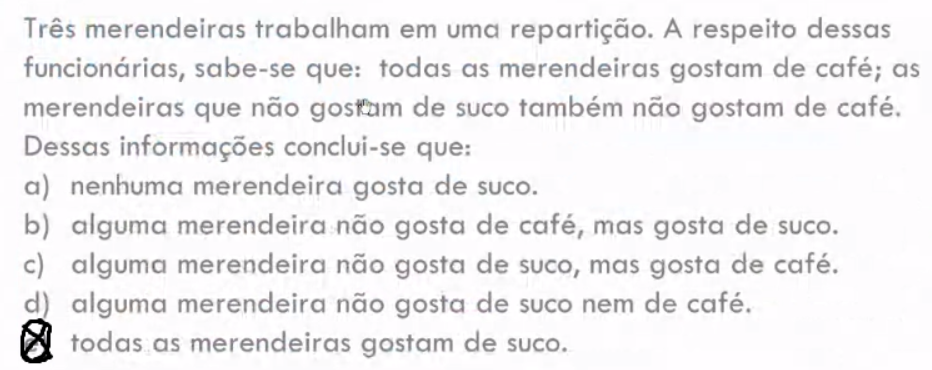 Três merendeiras trabalham em uma repartição. A respeito dessas
funcionárias, sabe-se que: todas as merendeiras gostam de café; as
merendeiras que não gostam de suco também não gostam de café.
Dessas informações conclui-se que:
a) nenhuma merendeira gosta de suco.
b) alguma merendeira não gosta de café, mas gosta de suco.
c) alguma merendeira não gosta de suco, mas gosta de café.
d) alguma merendeira não gosta de suco nem de café.
todas as merendeiras gostam de suco.